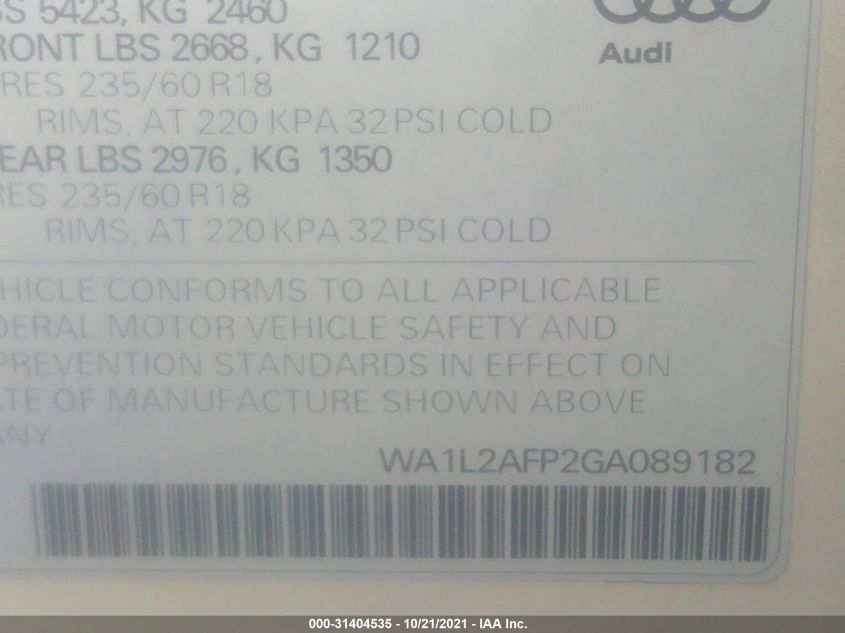 BS 5423, KG 2460
RONT LBS 2668, KG 1210
RES 235/60 R18
RIMS, AT 220 KPA 32 PSI COLD
EAR LBS 2976, KG 1350
RES 235/60 R18
RIMS, AT 220 KPA 32 PSI COLD
Audi
HICLE CONFORMS TO ALL APPLICABLE
DERAL MOTOR VEHICLE SAFETY AND
PREVENTION STANDARDS IN EFFECT ON
ATE OF MANUFACTURE SHOWN ABOVE
ANY
WA1L2AFP2GA089182
000-31404535 - 10/21/2021 - IAA Inc.